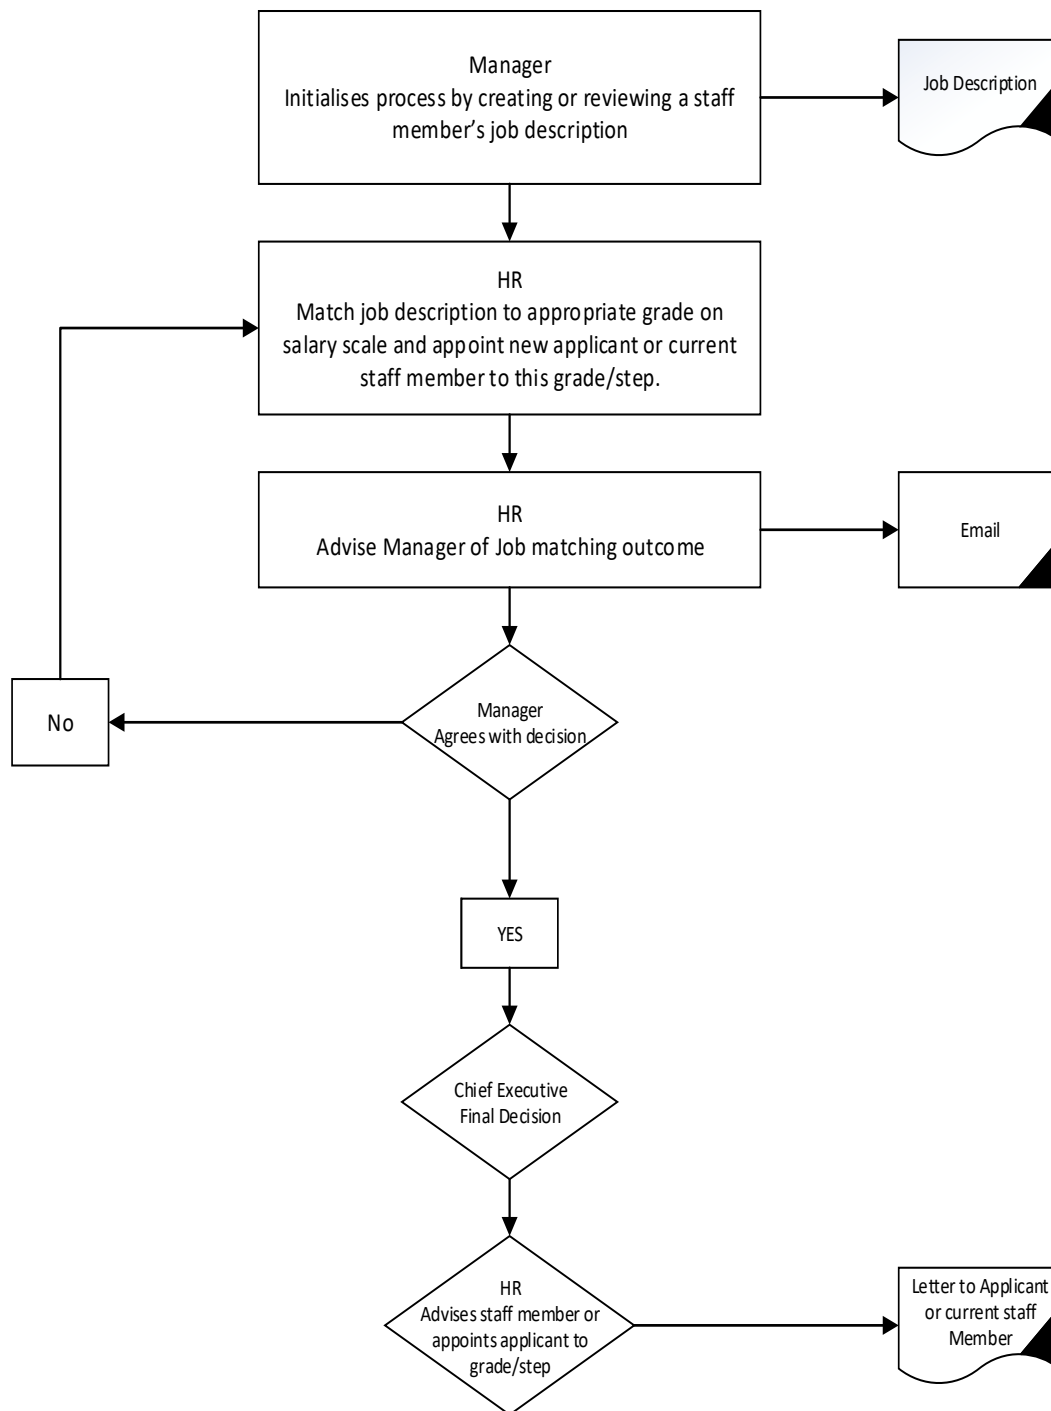 Manager
Initialises process by creating or reviewing a staff
member’s job description
Job Description
HR
Match job description to appropriate grade on
salary scale and appoint new applicant or current
staff member to this grade/step.
HR
Advise Manager of Job matching outcome
Email
Manager
Agrees with decision
No
YES
Chief Executive
Final Decision
HR
Advises staff member or
appoints applicant to
grade/step
Letter to Applicant
or current staff
Member